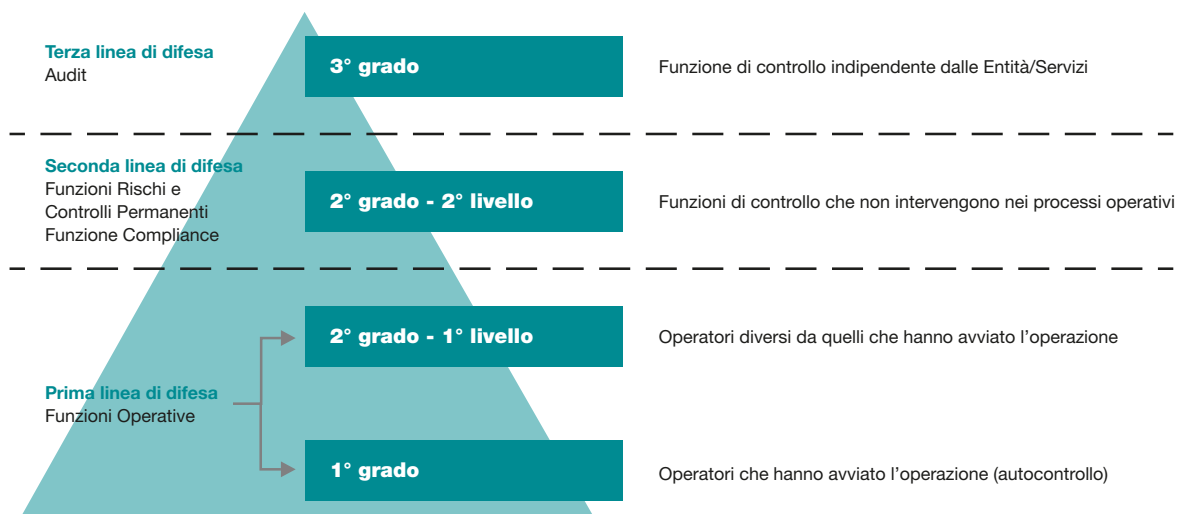 Terza linea di difesa
Audit
3° grado
Funzione di controllo indipendente dalle Entità/Servizi
Seconda linea di difesa
Funzioni Rischi e
Controlli Permanenti
Funzione Compliance
2° grado - 2° livello
Funzioni di controllo che non intervengono nei processi operativi
2° grado - 1° livello
Operatori diversi da quelli che hanno avviato l'operazione
Prima linea di difesa
Funzioni Operative
1° grado
Operatori che hanno avviato l'operazione (autocontrollo)